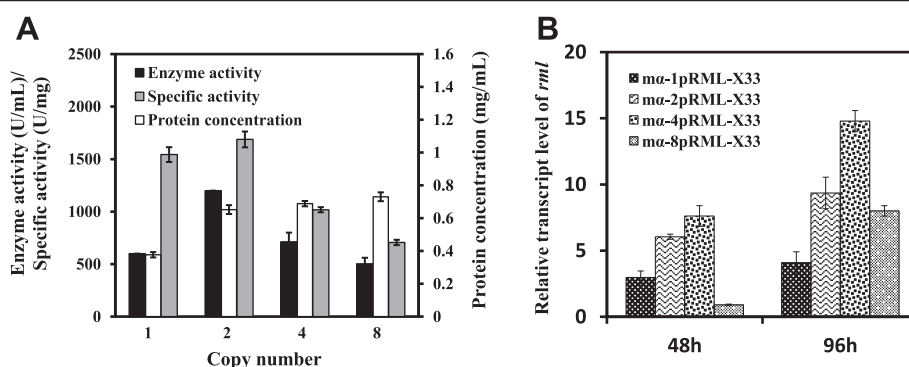 A
Enzyme activity (U/mL)/
Specific activity (U/mg)
2500
2000
1500
1000
500
0
Enzyme activity
Specific activity
Protein concentration
1.6
1.4
1.2
1
0.8
0.6
0.4
0.2
0
Protein concentration (mg/mL)
1 2 4 8
Copy number
B
Relative transcript level of rml
20
15
10
5
0
mα-1pRML-X33
mα-2pRML-X33
mα-4pRML-X33
mα-8pRML-X33
48h 96h